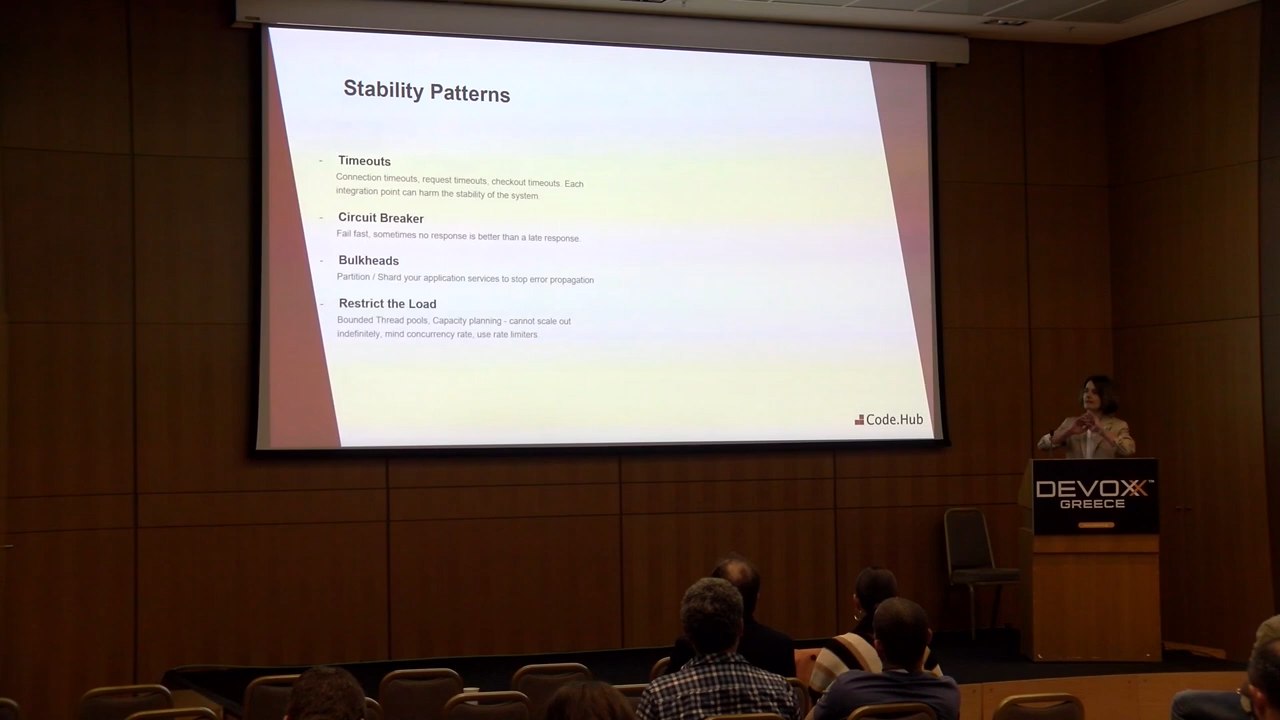 Stability Patterns
- Timeouts
Connection timeouts, request timeouts, checkout timeouts. Each
integration point can harm the stability of the system
- Circuit Breaker
Fail fast, sometimes no response is better than a late response.
- Bulkheads
Partition / Shard your application services to stop error propagation
- Restrict the Load
Bounded Thread pools, Capacity planning - cannot scale out
indefinitely, mind concurrency rate, use rate limiters.
Code.Hub
DEVOXX™
GREECE